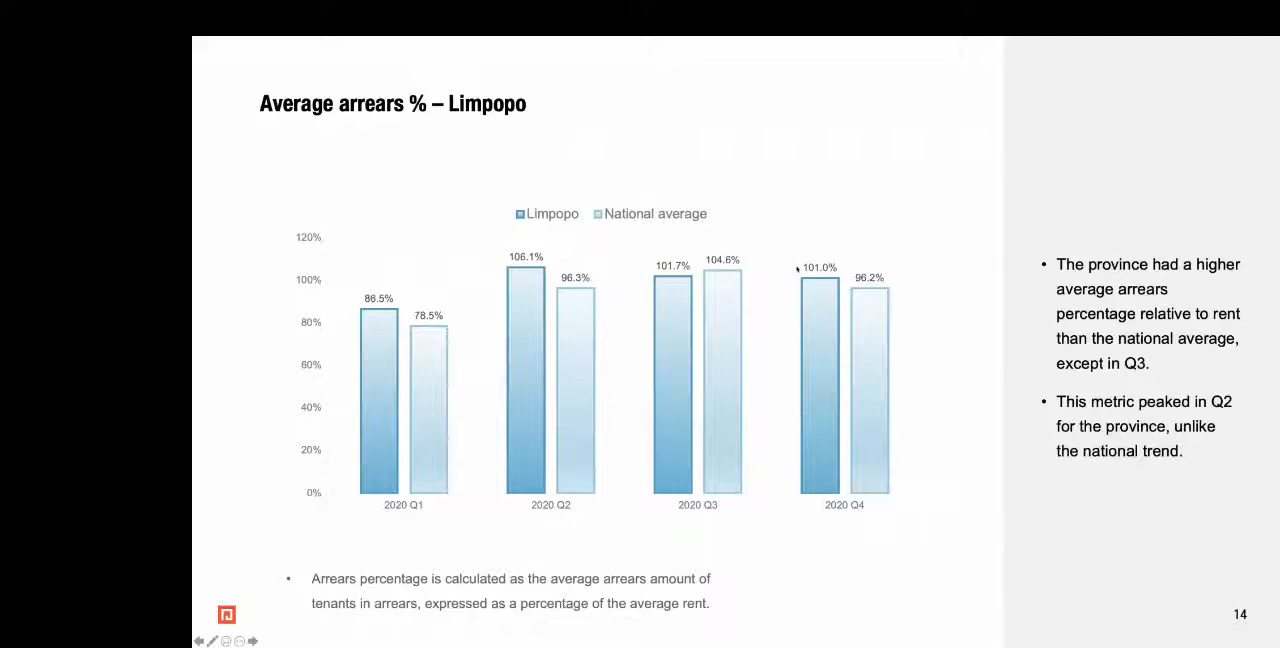 Average arrears % – Limpopo
Limpopo National average
120%
100%
80%
60%
40%
20%
0%
86.5%
78.5%
106.1%
96.3%
101.7%
104.6%
101.0%
96.2%
2020 Q1
2020 Q2
2020 Q3
2020 Q4
• Arrears percentage is calculated as the average arrears amount of
tenants in arrears, expressed as a percentage of the average rent.
• The province had a higher
average arrears
percentage relative to rent
than the national average,
except in Q3.
• This metric peaked in Q2
for the province, unlike
the national trend.
14